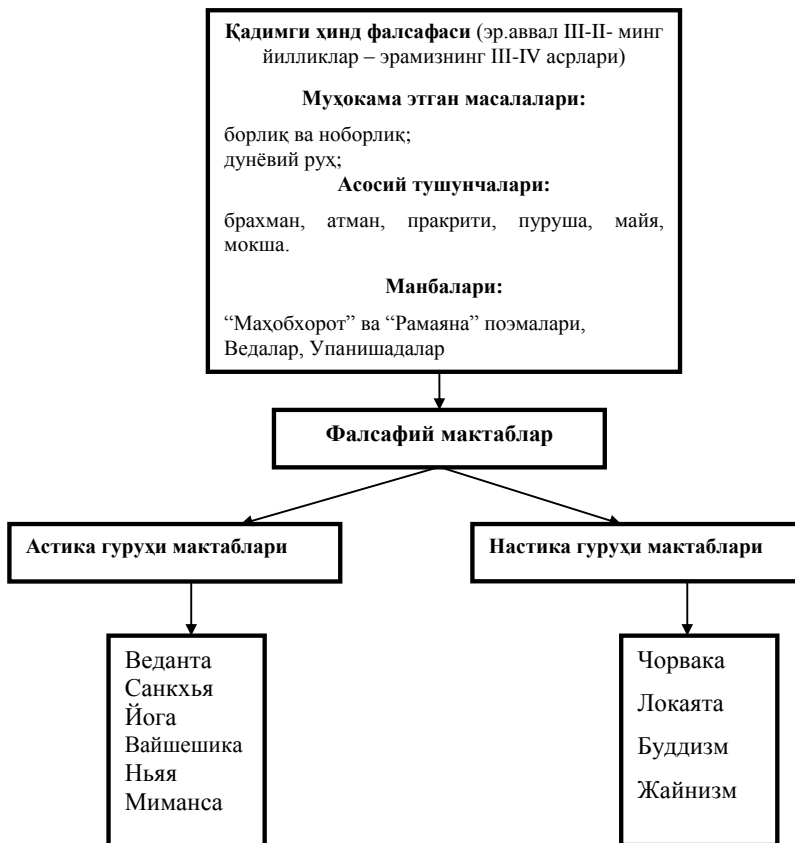 Қадимги ҳинд фалсафаси (эр.аввал III-II- минг
йилликлар – эрамизнинг III-IV асрлари)
Муҳокама этган масалалари:
борлиқ ва ноборлиқ;
дунёвий руҳ;
Асосий тушунчалари:
брахман, атман, пракрити, пуруша, майя,
мокша.
Манбалари:
“Маҳобхорот” ва “Рамаяна” поэмалари,
Ведалар, Упанишадалар
Фалсафий мактаблар
Астика гуруҳи мактаблари
Настика гуруҳи мактаблари
Веданта
Санкхья
Йога
Вайшешика
Ньяя
Миманса
Чорвака
Локаята
Буддизм
Жайнизм